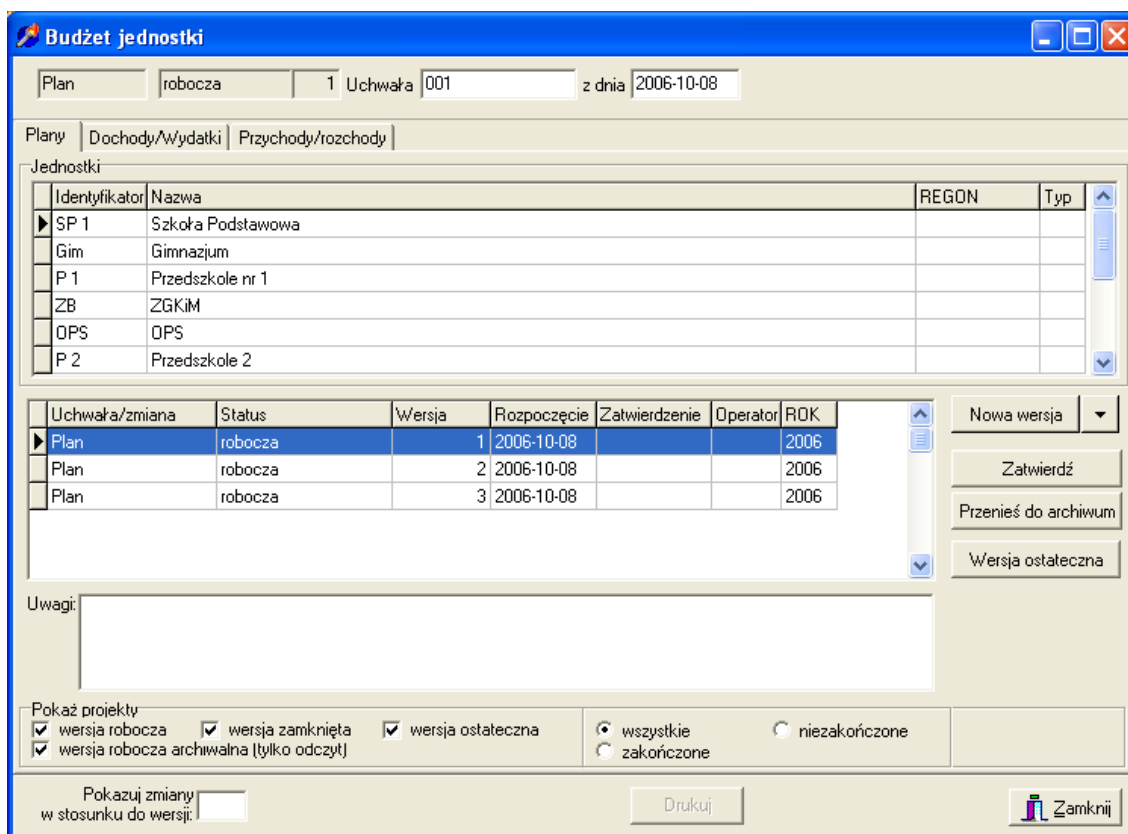 Budżet jednostki
Plan robocza 1 Uchwała 001 z dnia 2006-10-08
Plany Dochody/Wydatki Przychody/rozchody
Jednostki
Identyfikator Nazwa REGON Typ
SP 1 Szkoła Podstawowa
Gim Gimnazjum
P 1 Przedszkole nr 1
ZB ZGKiM
OPS OPS
P 2 Przedszkole 2
Uchwała/zmiana Status Wersja Rozpoczęcie Zatwierdzenie Operator ROK Nowa wersja
Plan robocza 1 2006-10-08 2006
Plan robocza 2 2006-10-08 2006 Zatwierdź
Plan robocza 3 2006-10-08 2006
Przenieś do archiwum
Wersja ostateczna
Uwagi:
Pokaż projekty
wersja robocza wersja zamknięta wersja ostateczna wszystkie niezakończone
wersja robocza archiwalna (tylko odczyt) zakończone
Pokazuj zmiany
w stosunku do wersji: Drukuj Zamknij